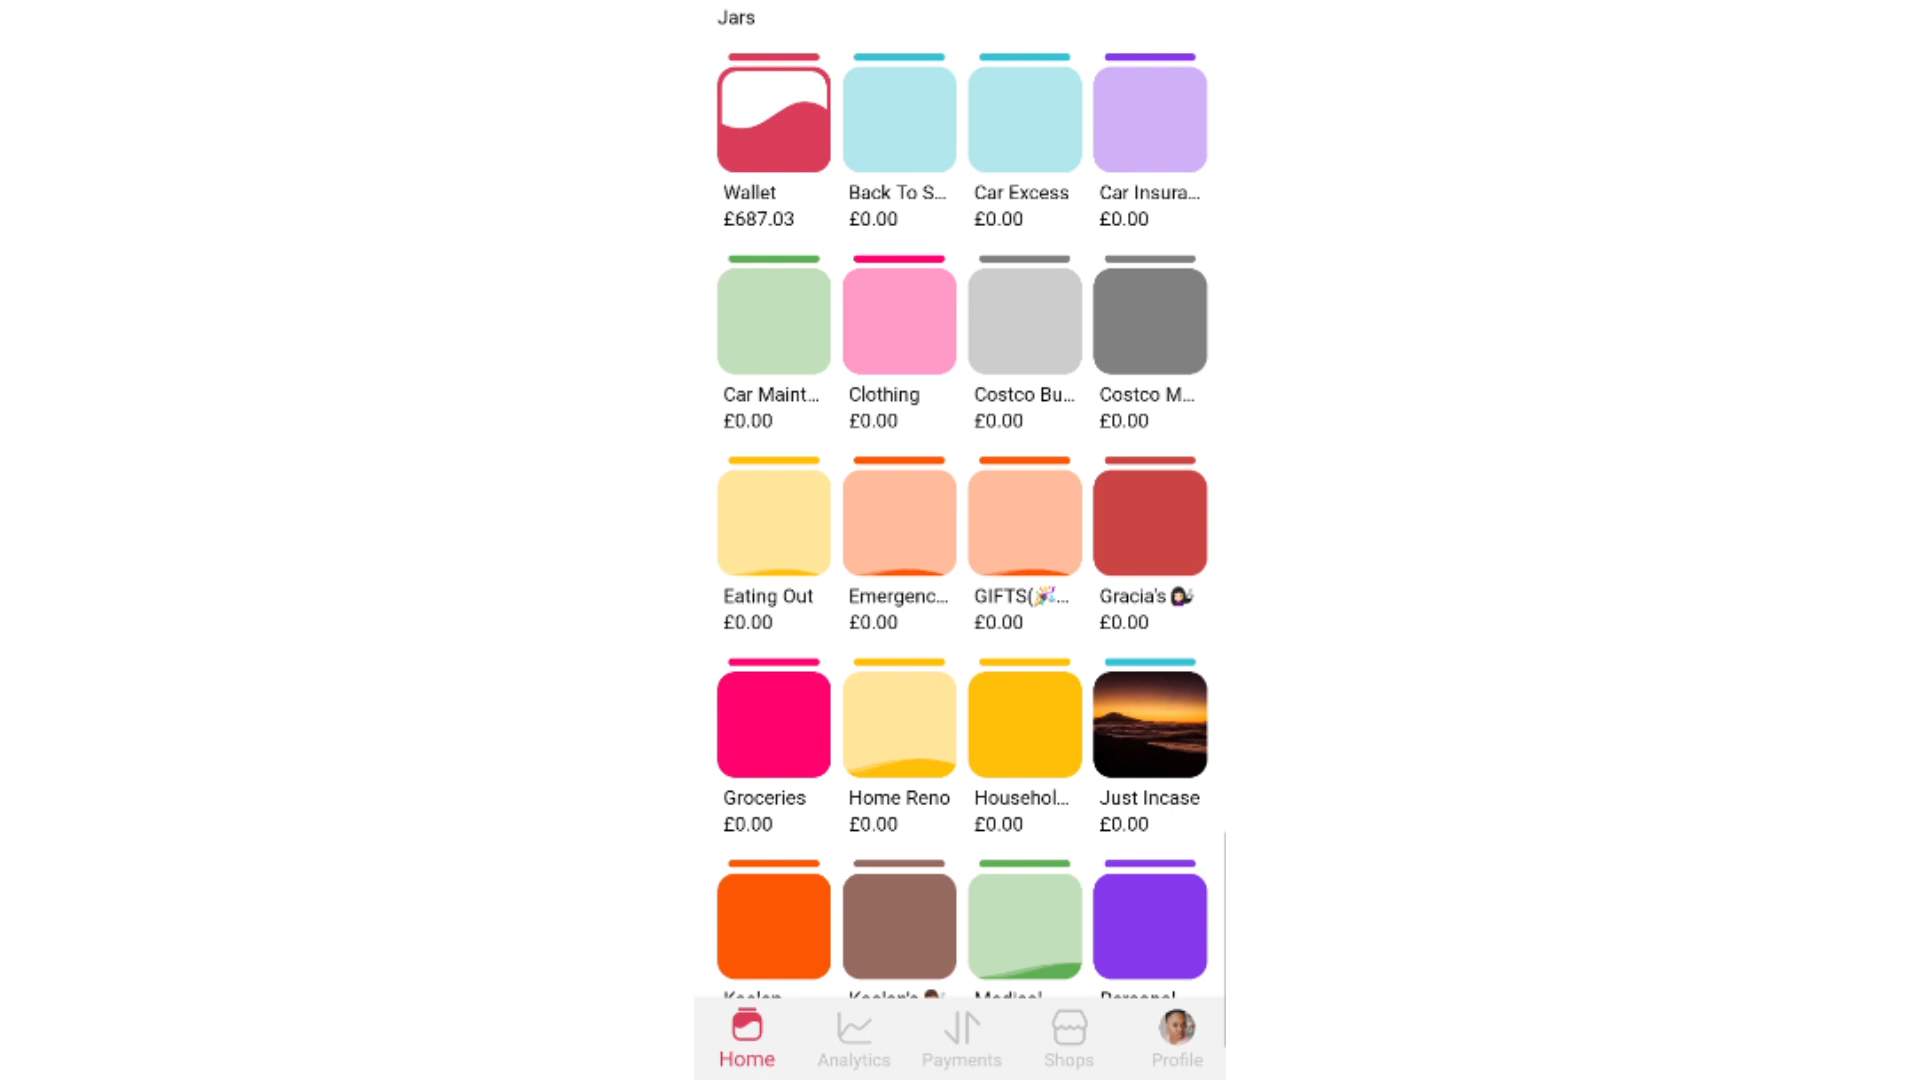 Jars
Wallet Back To S... Car Excess Car Insura...
£687.03 £0.00 £0.00 £0.00
Car Maint... Clothing Costco Bu... Costco M...
£0.00 £0.00 £0.00 £0.00
Eating Out Emergenc... GIFTS(🎉... Gracia's 💇🏻‍♀️
£0.00 £0.00 £0.00 £0.00
Groceries Home Reno Househol... Just Incase
£0.00 £0.00 £0.00 £0.00
Home Analytics Payments Shops Profile